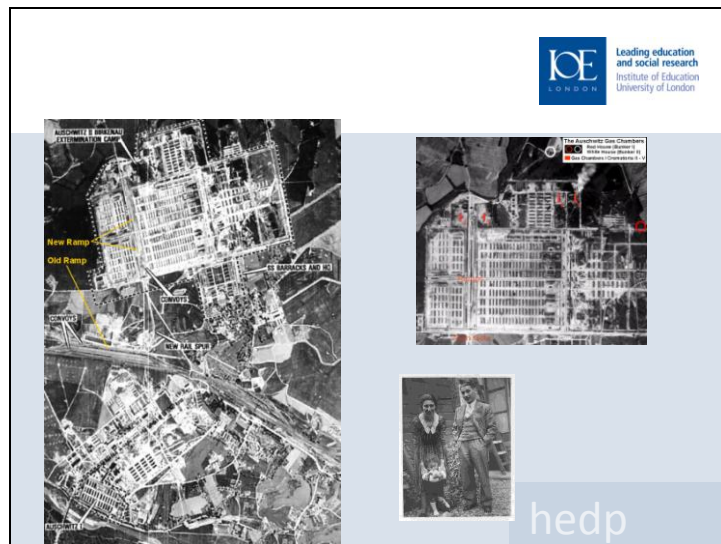 IOE
LONDON
Leading education
and social research
Institute of Education
University of London
AUSCHWITZ II BIRKENAU
EXTERMINATION CAMP
New Ramp
Old Ramp
SS BARRACKS AND HQ
CONVOYS
CONVOYS
NEW RAIL SPUR
AUSCHWITZ I
The Auschwitz Gas Chambers
Red House (Bunker I)
White House (Bunker II)
Gas Chambers / Crematoria II - V
hedp